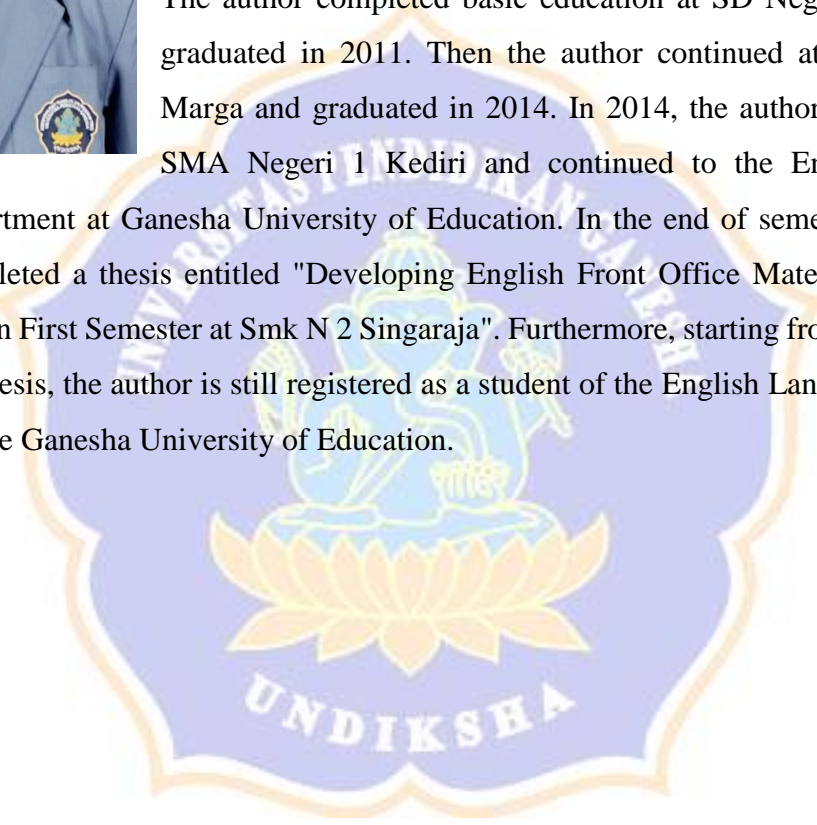 The author completed basic education at SD Neg
graduated in 2011. Then the author continued at
Marga and graduated in 2014. In 2014, the author
SMA Negeri 1 Kediri and continued to the En
rtment at Ganesha University of Education. In the end of seme
leted a thesis entitled "Developing English Front Office Mate
n First Semester at Smk N 2 Singaraja". Furthermore, starting fro
esis, the author is still registered as a student of the English Lan
e Ganesha University of Education.
UNIVERSITAS PENDIDIKAN GANESHA
UNDIKSHA
UNDIKSHA